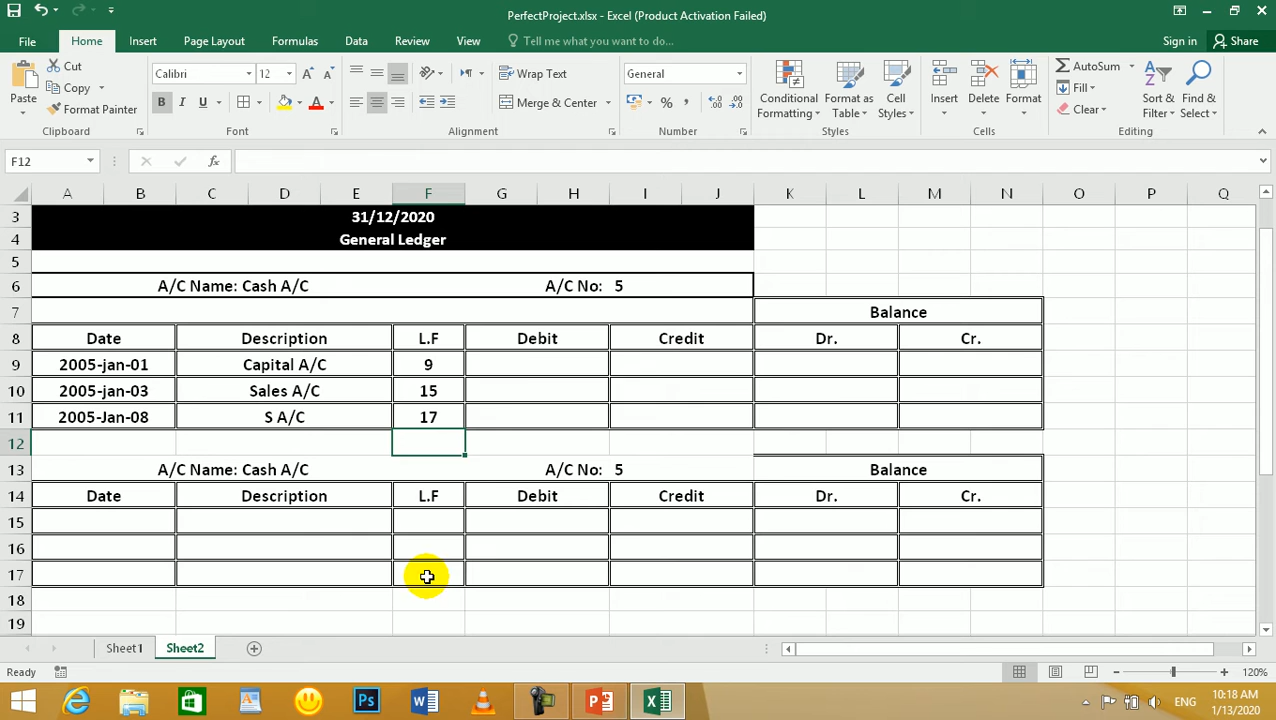 PerfectProject.xlsx - Excel (Product Activation Failed)
File Home Insert Page Layout Formulas Data Review View Tell me what you want to do... Sign in Share
Paste Cut Copy Format Painter
Calibri 12
B I U
Wrap Text
Merge & Center
General
Conditional Formatting Format as Table Cell Styles
Insert Delete Format
AutoSum Fill Clear
Sort & Filter Find & Select
Clipboard Font Alignment Number Styles Cells Editing
F12 fx
A B C D E F G H I J K L M N O P Q
3 31/12/2020
4 General Ledger
5
6 A/C Name: Cash A/C A/C No: 5
7 Balance
8 Date Description L.F Debit Credit Dr. Cr.
9 2005-jan-01 Capital A/C 9
10 2005-jan-03 Sales A/C 15
11 2005-Jan-08 S A/C 17
12
13 A/C Name: Cash A/C A/C No: 5 Balance
14 Date Description L.F Debit Credit Dr. Cr.
15
16
17
18
19
Sheet1 Sheet2
Ready 120%
ENG 10:18 AM
1/13/2020